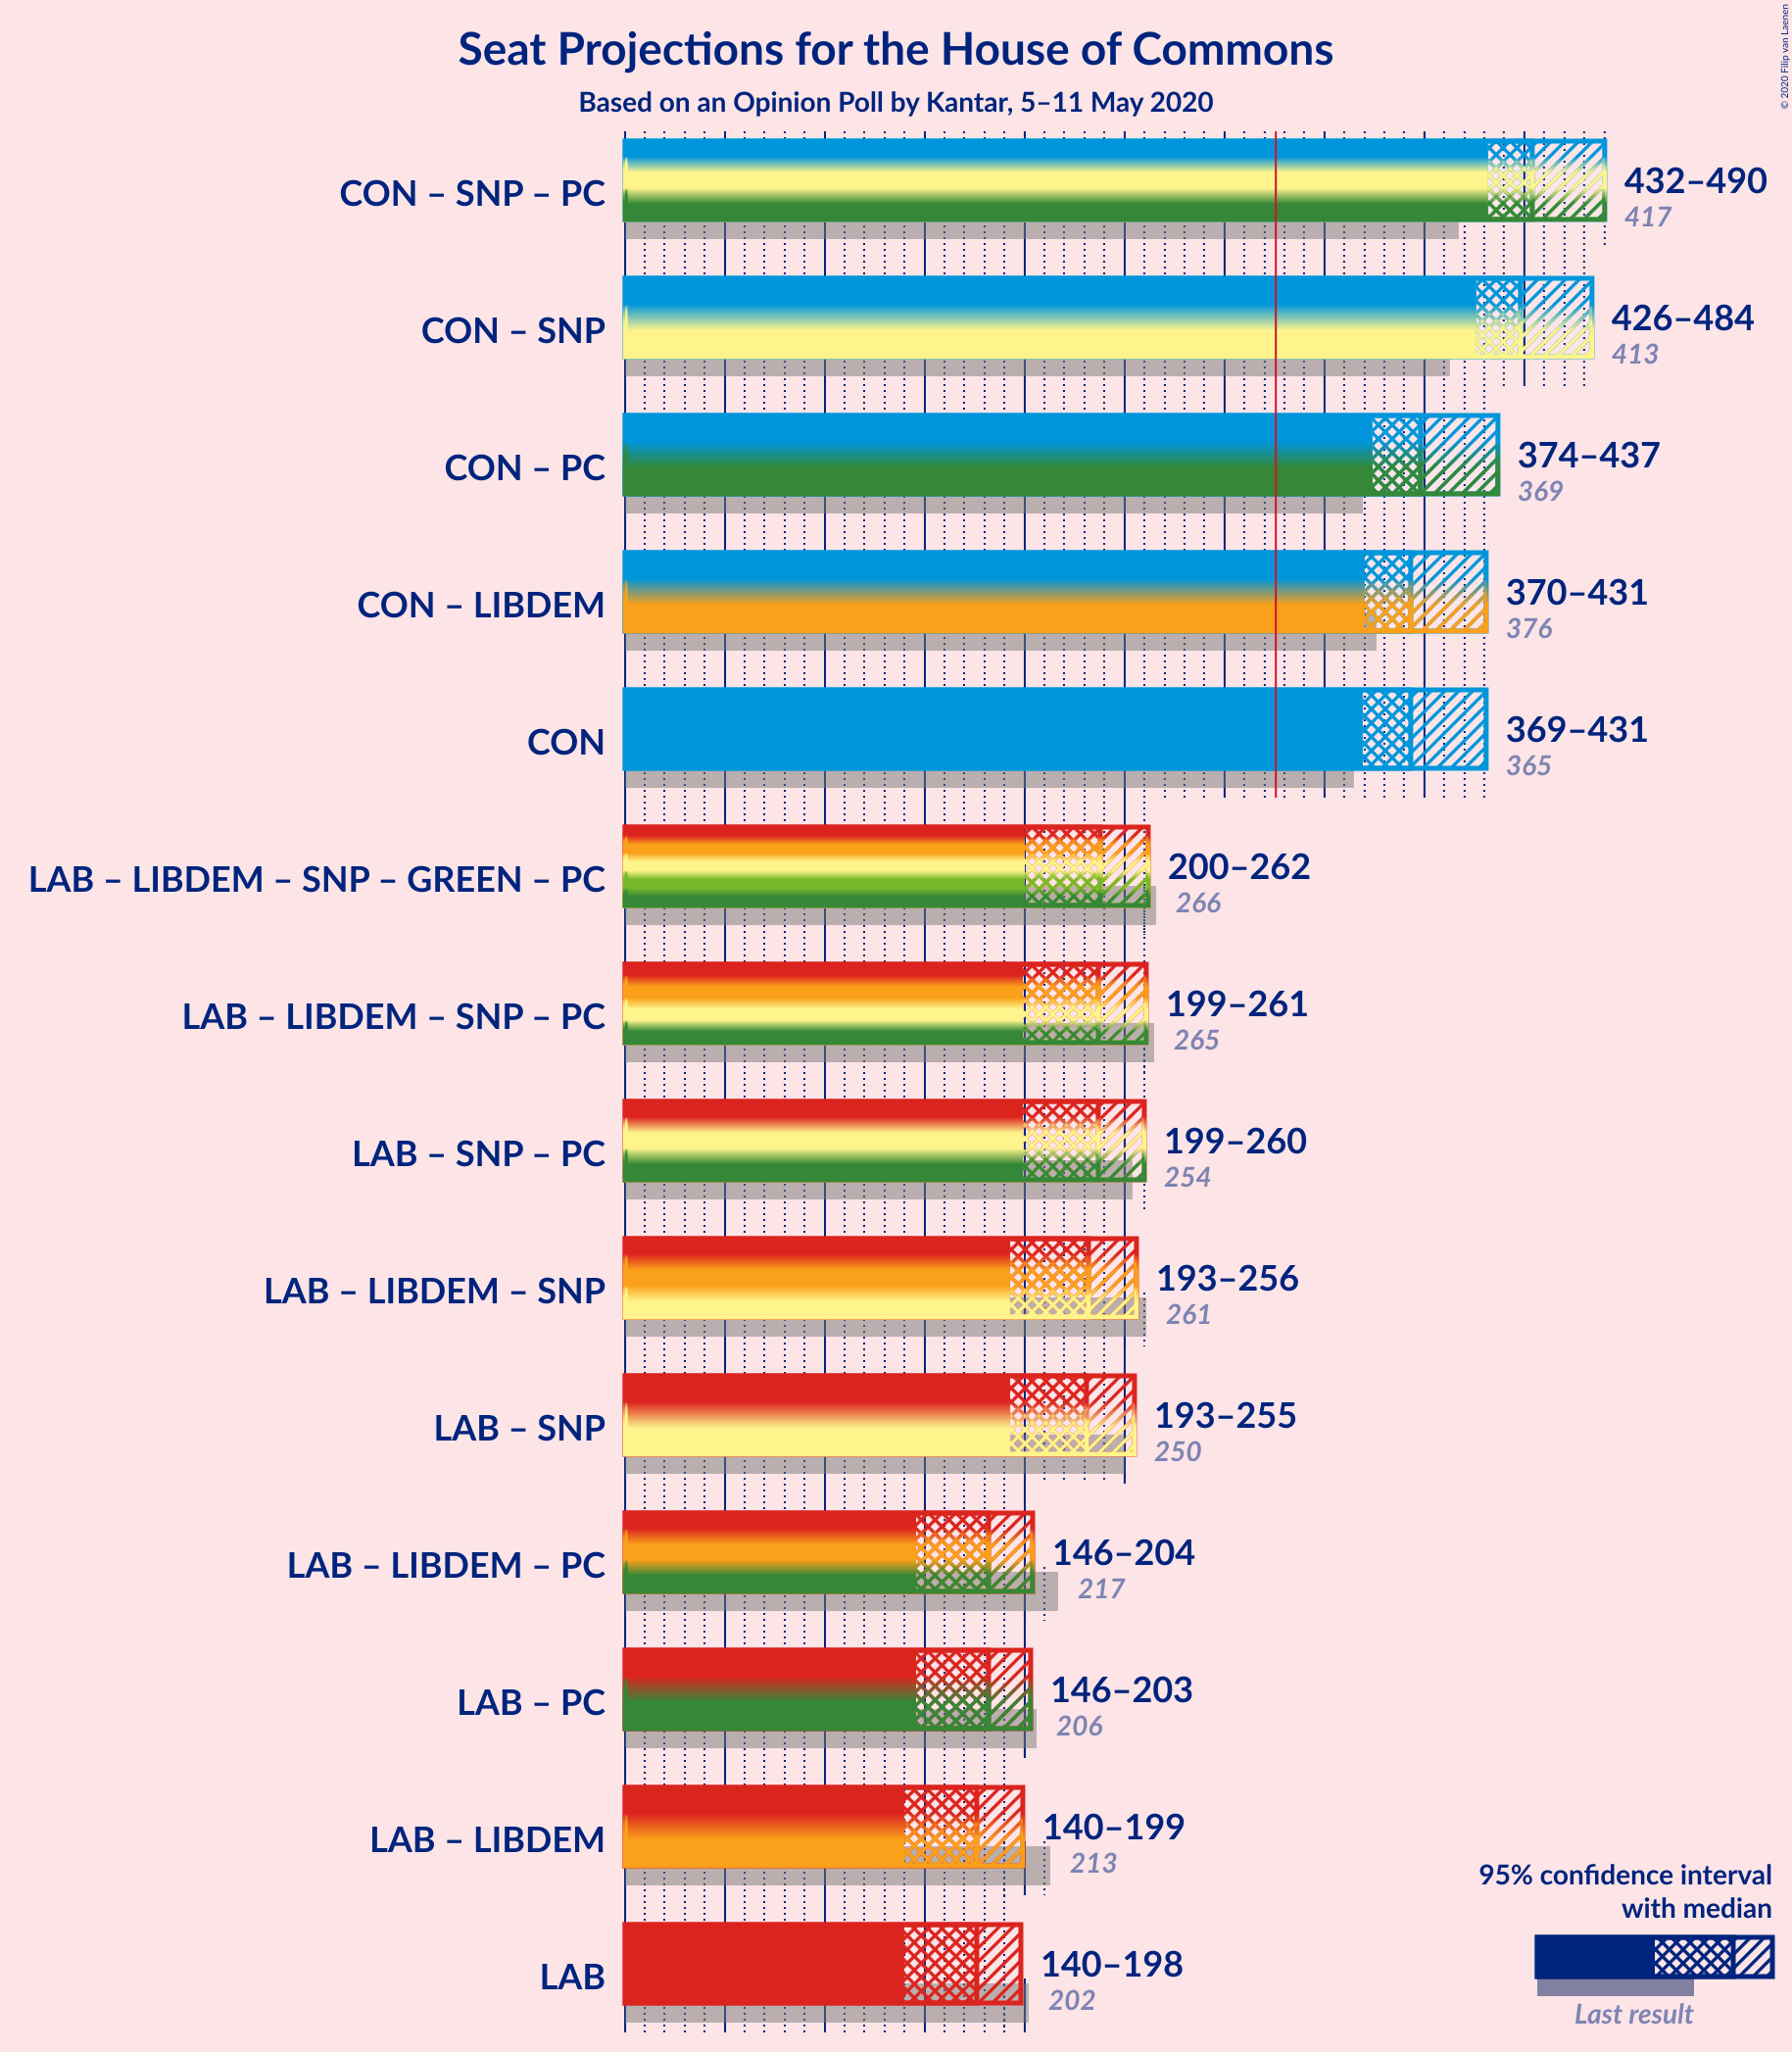 Seat Projections for the House of Commons
Based on an Opinion Poll by Kantar, 5–11 May 2020
© 2020 Filip van Laenen
CON – SNP – PC
432–490
417
CON – SNP
426–484
413
CON – PC
374–437
369
CON – LIBDEM
370–431
376
CON
369–431
365
LAB – LIBDEM – SNP – GREEN – PC
200–262
266
LAB – LIBDEM – SNP – PC
199–261
265
LAB – SNP – PC
199–260
254
LAB – LIBDEM – SNP
193–256
261
LAB – SNP
193–255
250
LAB – LIBDEM – PC
146–204
217
LAB – PC
146–203
206
LAB – LIBDEM
140–199
213
LAB
140–198
202
95% confidence interval
with median
Last result